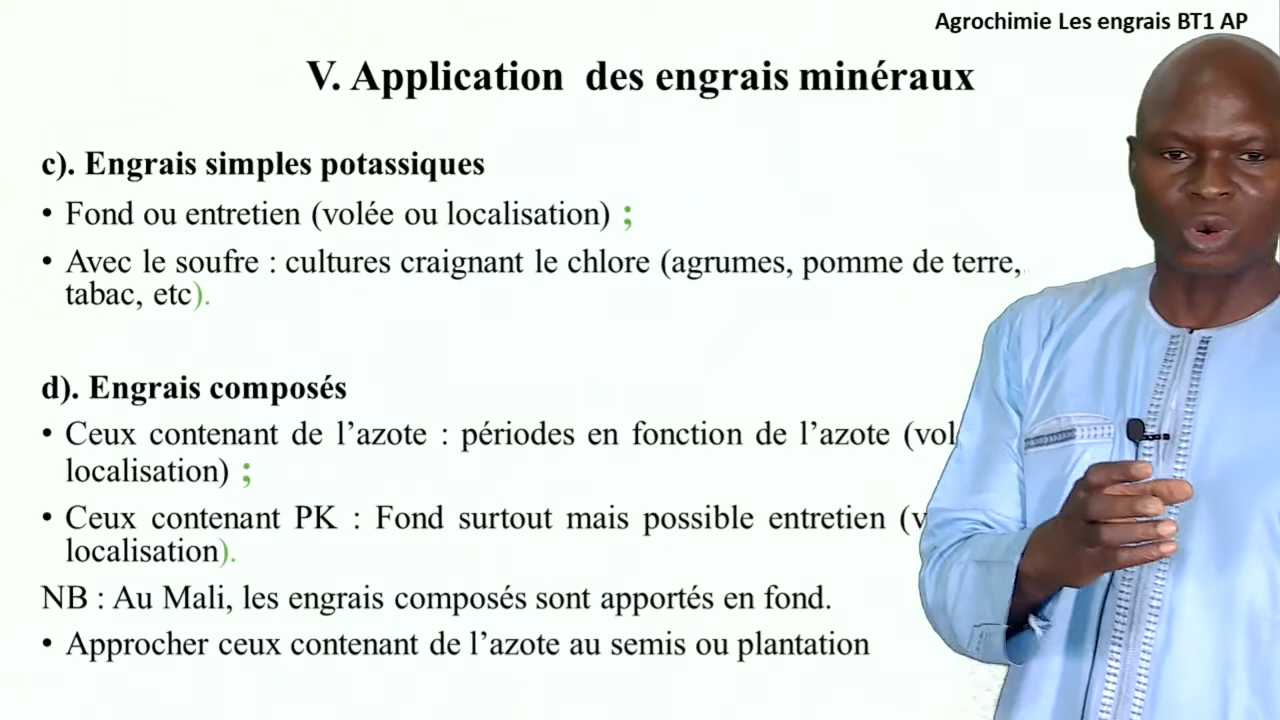 Agrochimie Les engrais BT1 AP
V. Application des engrais minéraux
c). Engrais simples potassiques
• Fond ou entretien (volée ou localisation) ;
• Avec le soufre : cultures craignant le chlore (agrumes, pomme de terre,
tabac, etc).
d). Engrais composés
• Ceux contenant de l’azote : périodes en fonction de l’azote
localisation) ;
• Ceux contenant PK : Fond surtout mais possible entretien
localisation).
NB : Au Mali, les engrais composés sont apportés en fond.
• Approcher ceux contenant de l’azote au semis ou plantation